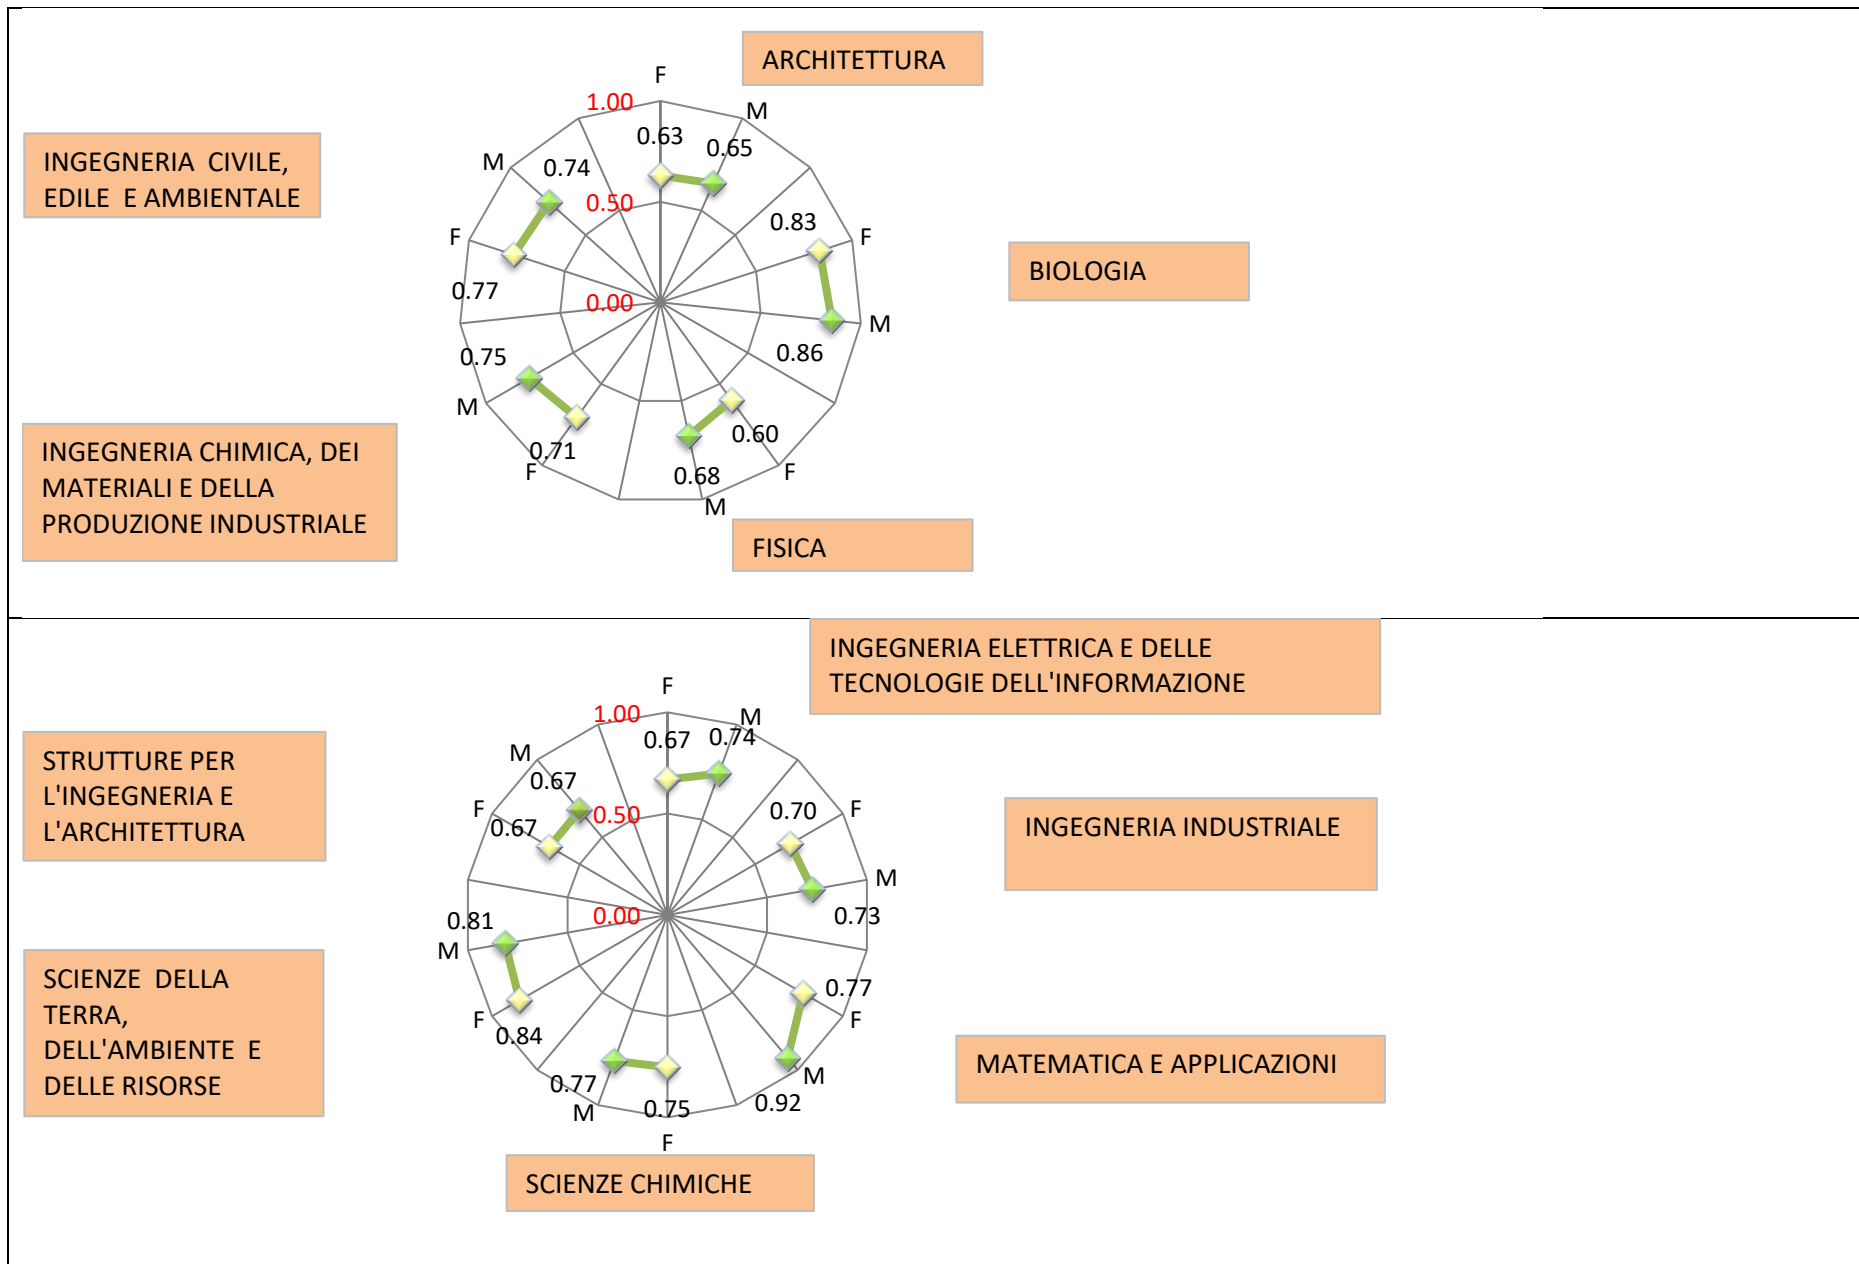 ARCHITETTURA
F
1.00
M
0.63
0.65
INGEGNERIA CIVILE,
EDILE E AMBIENTALE
M
0.74
0.50
0.83
F
F
BIOLOGIA
0.77
0.00
M
0.75
0.86
M
0.71
F
0.60
F
0.68
M
INGEGNERIA CHIMICA, DEI
MATERIALI E DELLA
PRODUZIONE INDUSTRIALE
FISICA
INGEGNERIA ELETTRICA E DELLE
TECNOLOGIE DELL'INFORMAZIONE
F
1.00
M
0.67
0.74
STRUTTURE PER
L'INGEGNERIA E
L'ARCHITETTURA
M
0.67
F
0.67
0.50
0.70
F
INGEGNERIA INDUSTRIALE
M
0.81
0.00
0.73
M
SCIENZE DELLA
TERRA,
DELL'AMBIENTE E
DELLE RISORSE
F
0.84
0.77
F
MATEMATICA E APPLICAZIONI
M
0.92
0.77
M
0.75
F
SCIENZE CHIMICHE